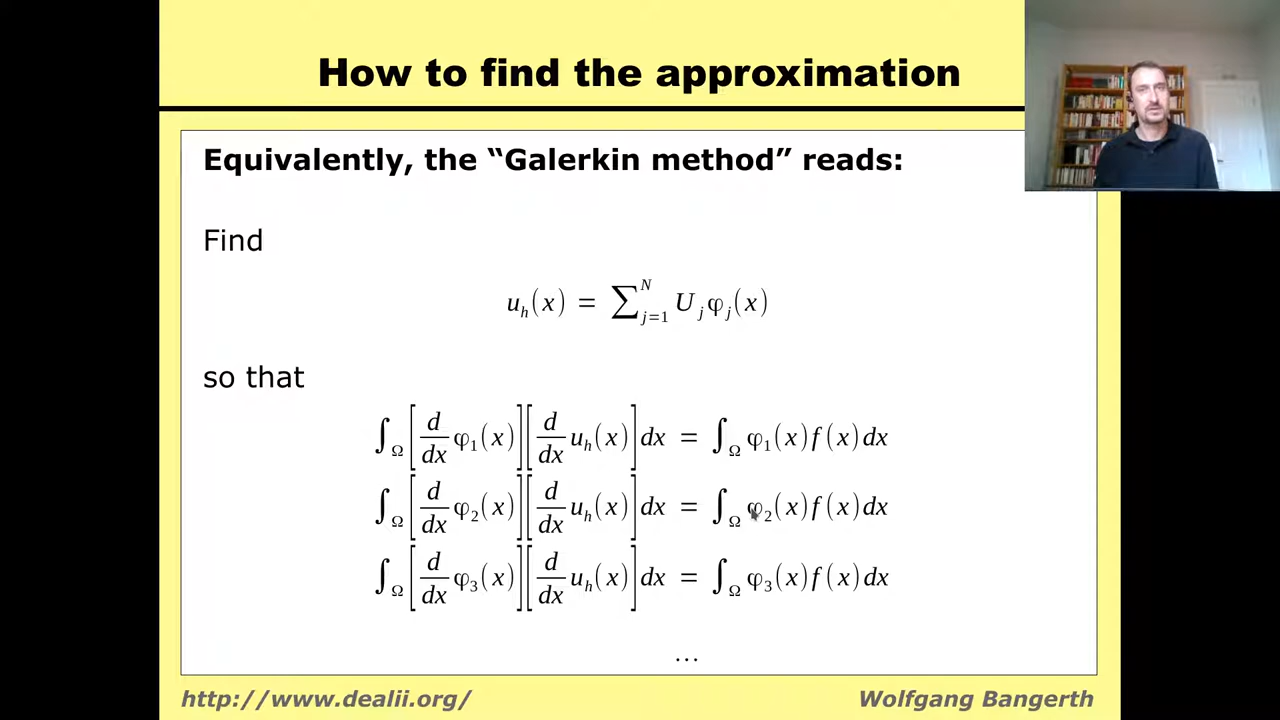 How to find the approximation
Equivalently, the “Galerkin method” reads:
Find
u_h(x) = ∑_{j=1}^{N} U_j φ_j(x)
so that
∫_Ω [d/dx φ_1(x)][d/dx u_h(x)]dx = ∫_Ω φ_1(x)f(x)dx
∫_Ω [d/dx φ_2(x)][d/dx u_h(x)]dx = ∫_Ω φ_2(x)f(x)dx
∫_Ω [d/dx φ_3(x)][d/dx u_h(x)]dx = ∫_Ω φ_3(x)f(x)dx
...
http://www.dealii.org/ Wolfgang Bangerth